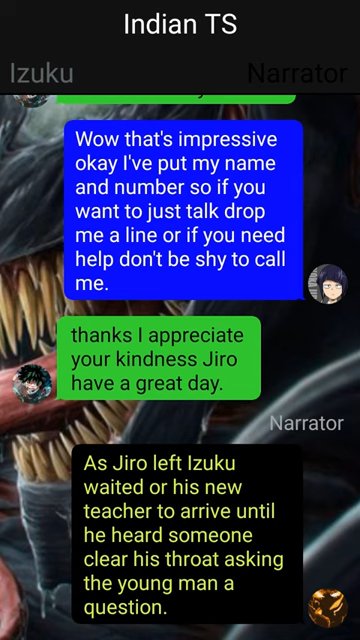 Indian TS
Izuku
Narrator
Wow that's impressive
okay I've put my name
and number so if you
want to just talk drop
me a line or if you need
help don't be shy to call
me.
thanks I appreciate
your kindness Jiro
have a great day.
Narrator
As Jiro left Izuku
waited or his new
teacher to arrive until
he heard someone
clear his throat asking
the young man a
question.